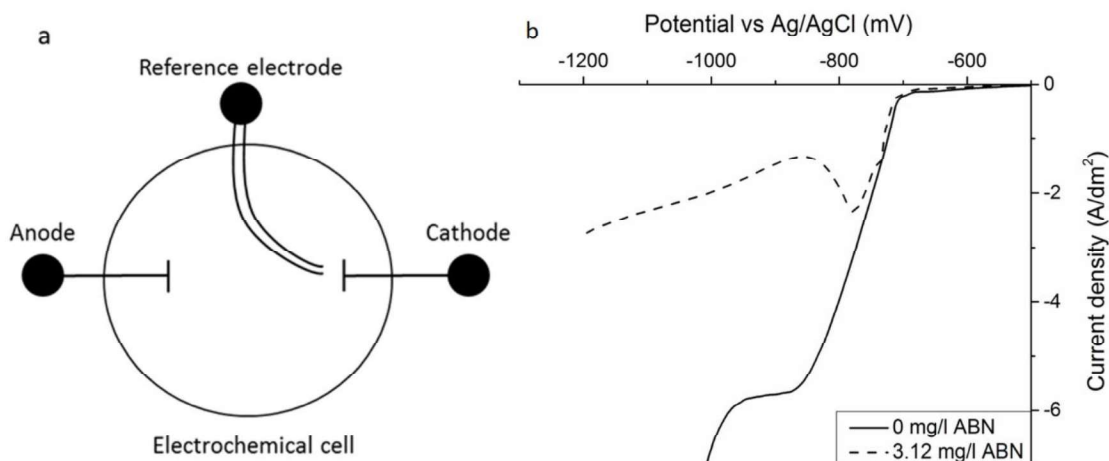 a
Reference electrode
Anode
Cathode
Electrochemical cell
b
Potential vs Ag/AgCl (mV)
-1200 -1000 -800 -600
0
-2
-4
-6
Current density (A/dm²)
0 mg/l ABN
3.12 mg/l ABN